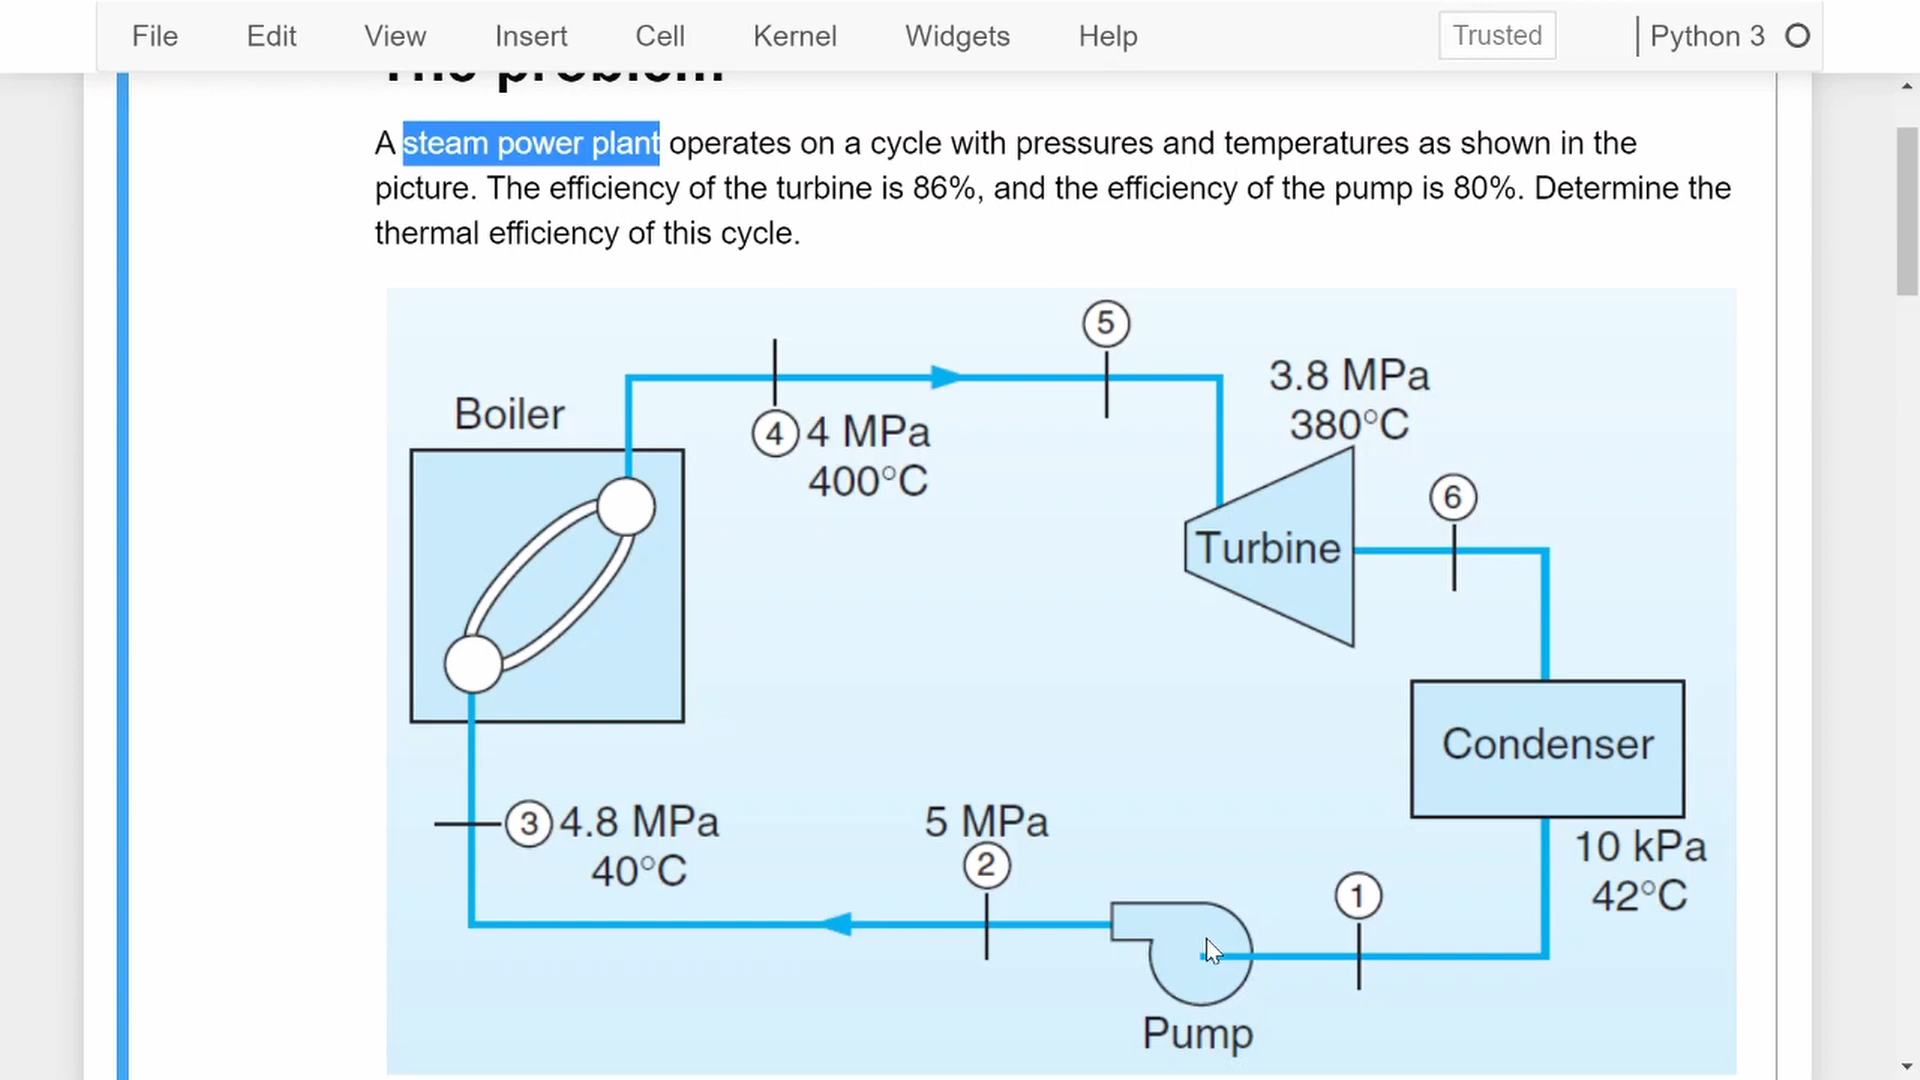 File Edit View Insert Cell Kernel Widgets Help Trusted Python 3
The problem
A steam power plant operates on a cycle with pressures and temperatures as shown in the
picture. The efficiency of the turbine is 86%, and the efficiency of the pump is 80%. Determine the
thermal efficiency of this cycle.
5
3.8 MPa
380°C
Boiler
4 4 MPa
400°C
6
Turbine
Condenser
3 4.8 MPa
40°C
5 MPa
2
10 kPa
42°C
1
Pump